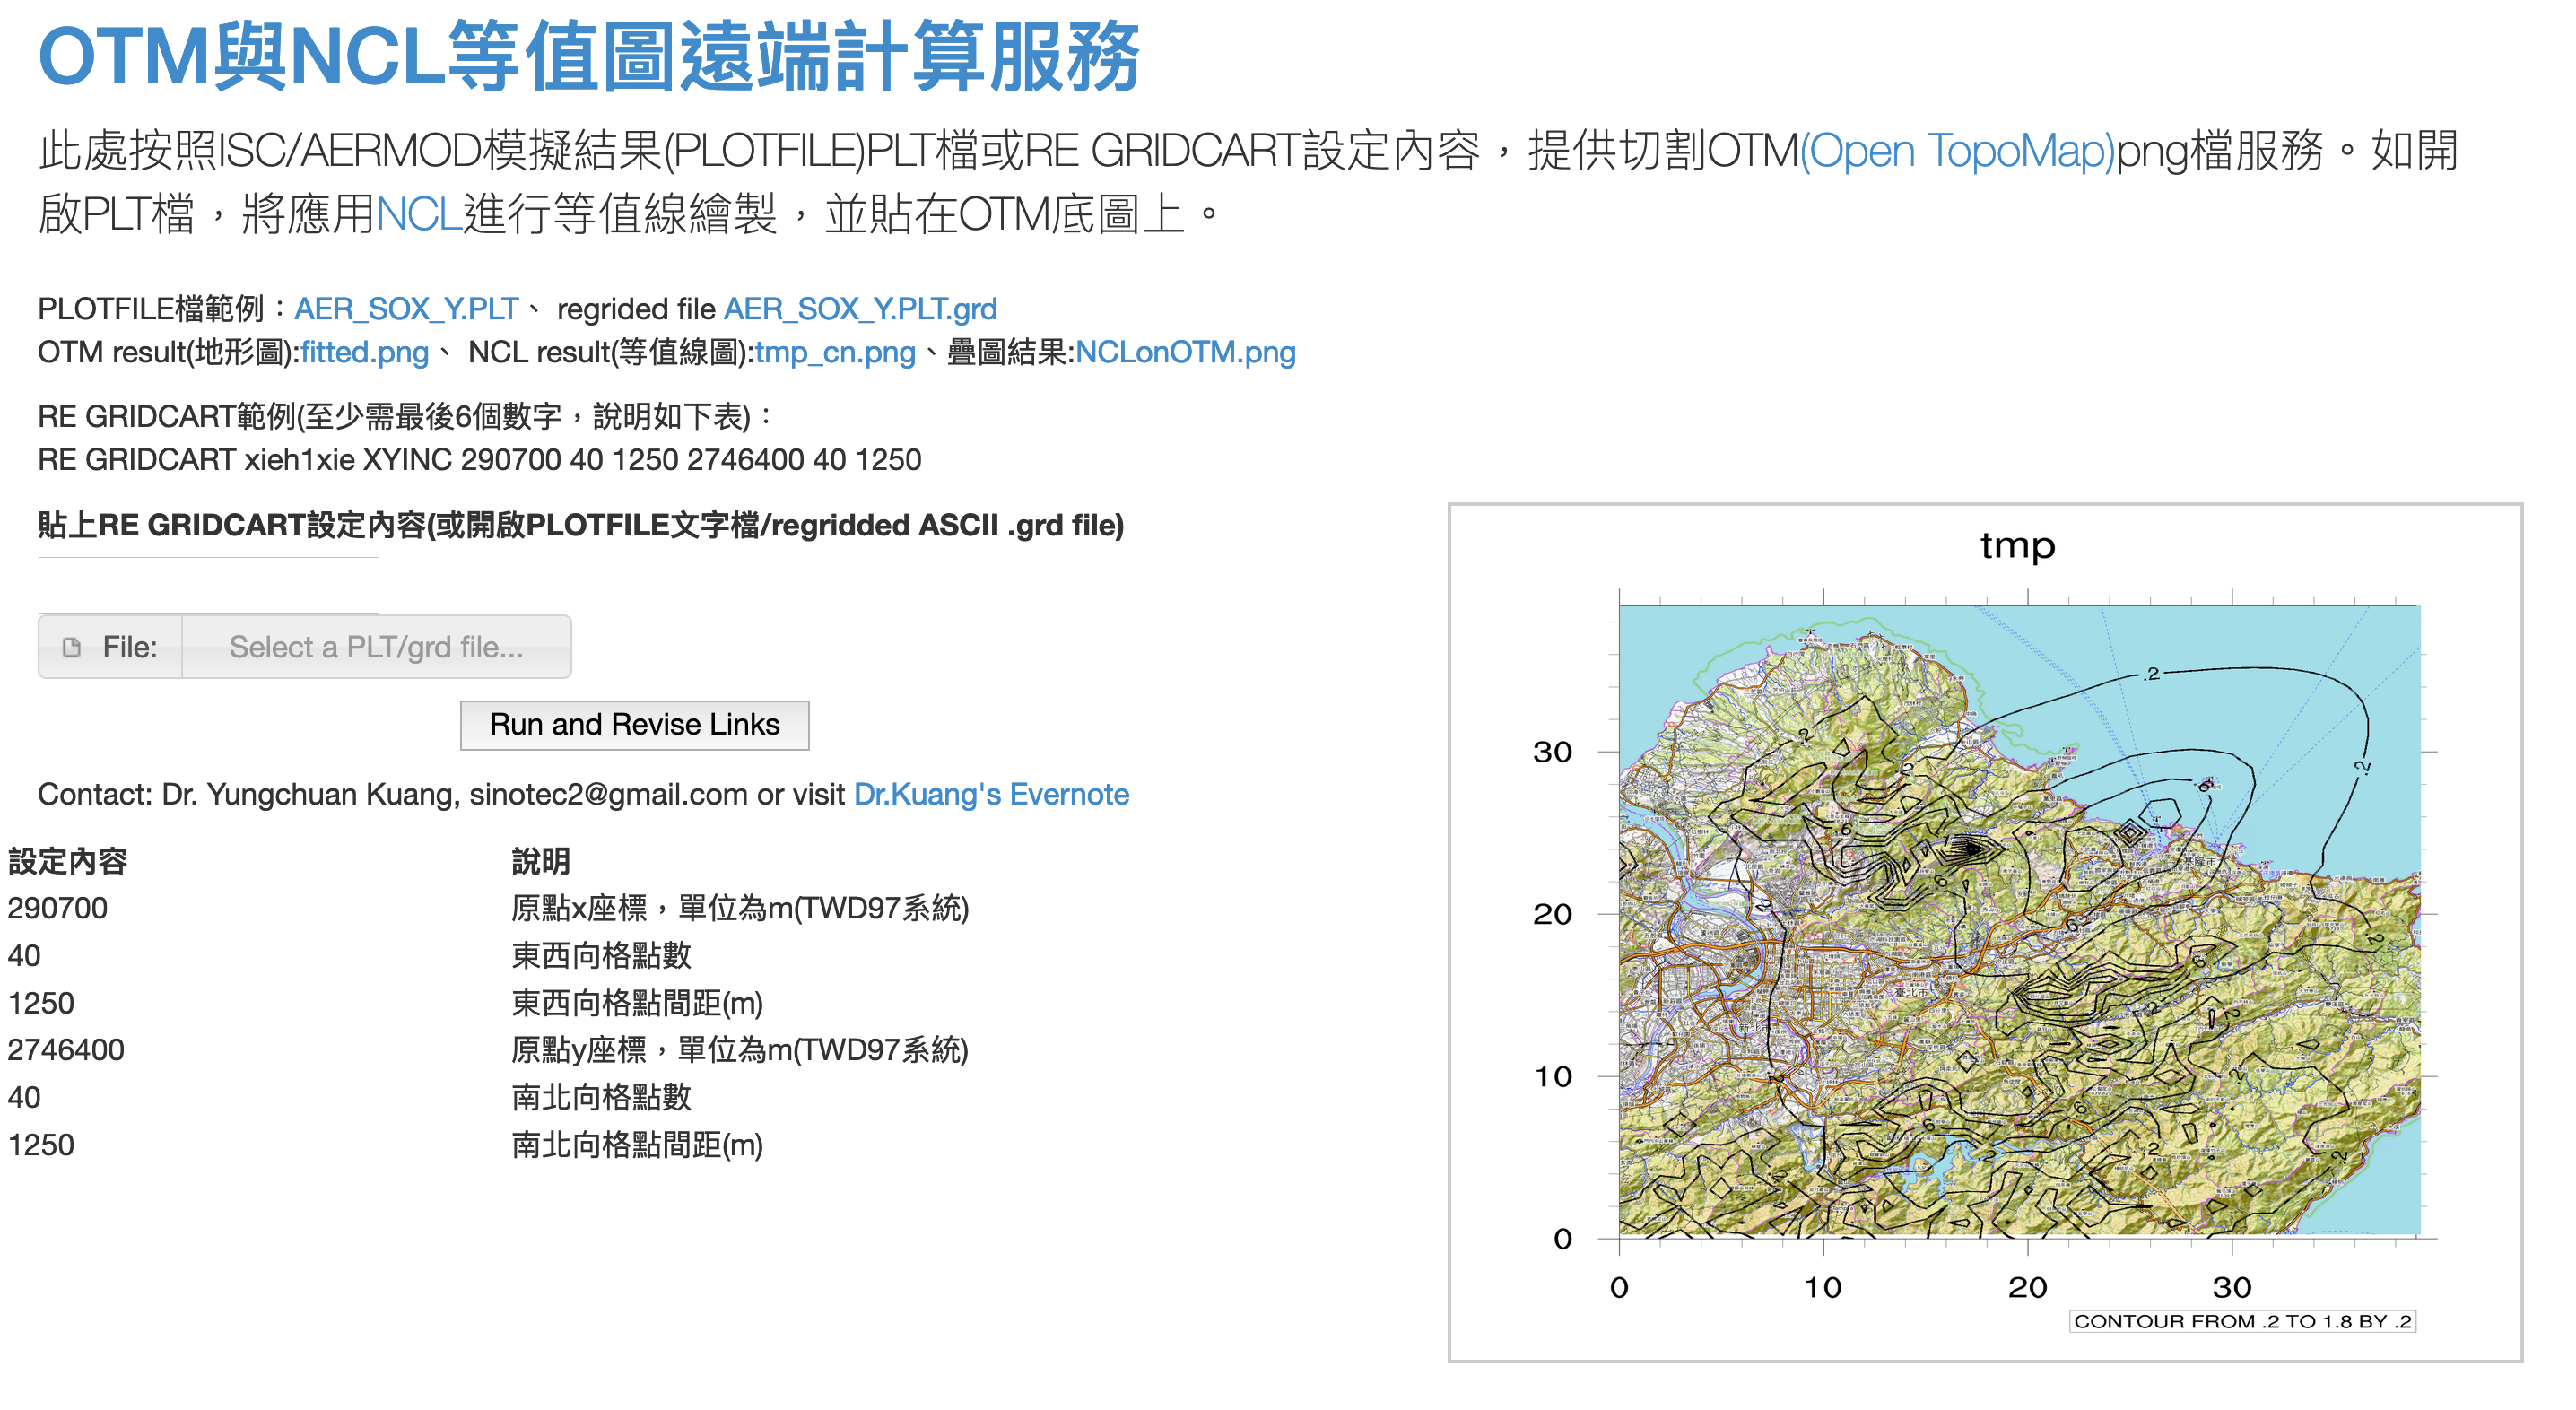 OTM與NCL等值圖遠端計算服務
此處按照ISC/AERMOD模擬結果(PLOTFILE)PLT檔或RE GRIDCART設定內容，提供切割OTM(Open TopoMap)png檔服務。如開
啟PLT檔，將應用NCL進行等值線繪製，並貼在OTM底圖上。
PLOTFILE檔範例：AER_SOX_Y.PLT、 regrided file AER_SOX_Y.PLT.grd
OTM result(地形圖):fitted.png、 NCL result(等值線圖):tmp_cn.png、疊圖結果:NCLonOTM.png
RE GRIDCART範例(至少需最後6個數字，說明如下表)：
RE GRIDCART xieh1xie XYINC 290700 40 1250 2746400 40 1250
貼上RE GRIDCART設定內容(或開啟PLOTFILE文字檔/regridded ASCII .grd file)
File: Select a PLT/grd file...
Run and Revise Links
Contact: Dr. Yungchuan Kuang, sinotec2@gmail.com or visit Dr.Kuang's Evernote
設定內容 說明
290700 原點x座標，單位為m(TWD97系統)
40 東西向格點數
1250 東西向格點間距(m)
2746400 原點y座標，單位為m(TWD97系統)
40 南北向格點數
1250 南北向格點間距(m)
tmp
30
20
10
0
0 10 20 30
.2
.2
.2
.6
.6
.2
基隆市
臺北市
新北市
CONTOUR FROM .2 TO 1.8 BY .2